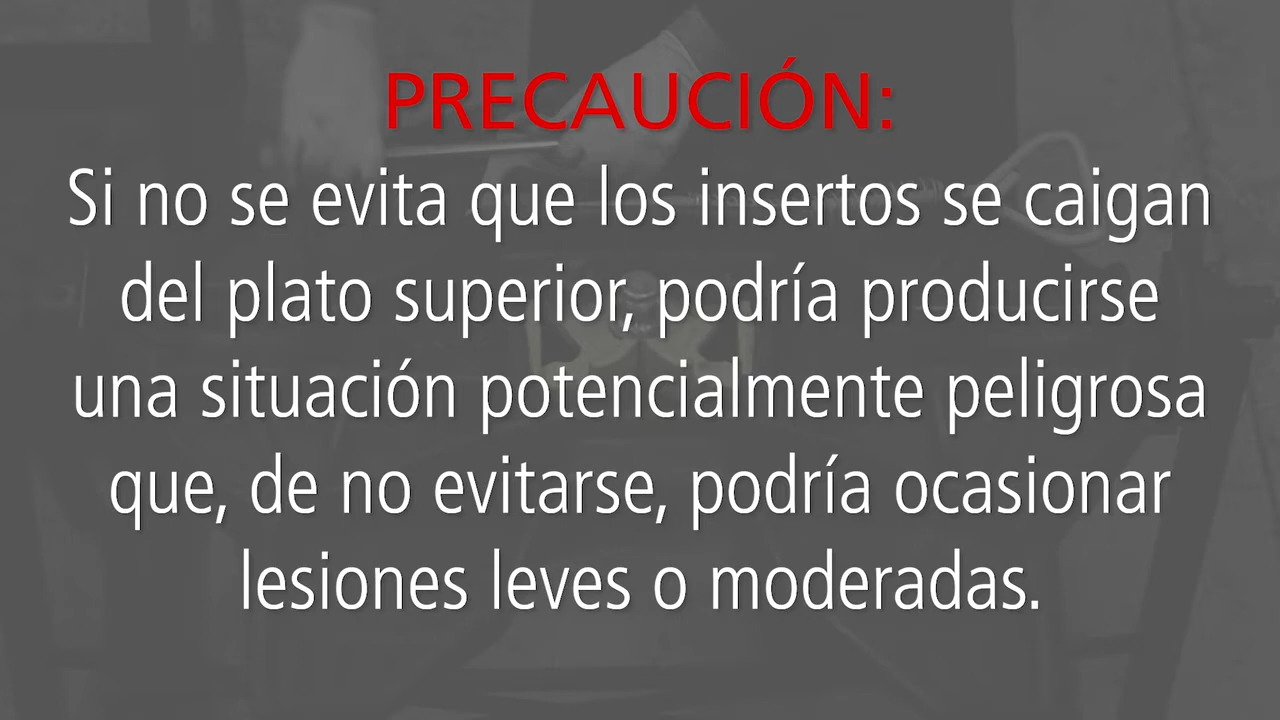 PRECAUCIÓN:
Si no se evita que los insertos se caigan
del plato superior, podría producirse
una situación potencialmente peligrosa
que, de no evitarse, podría ocasionar
lesiones leves o moderadas.